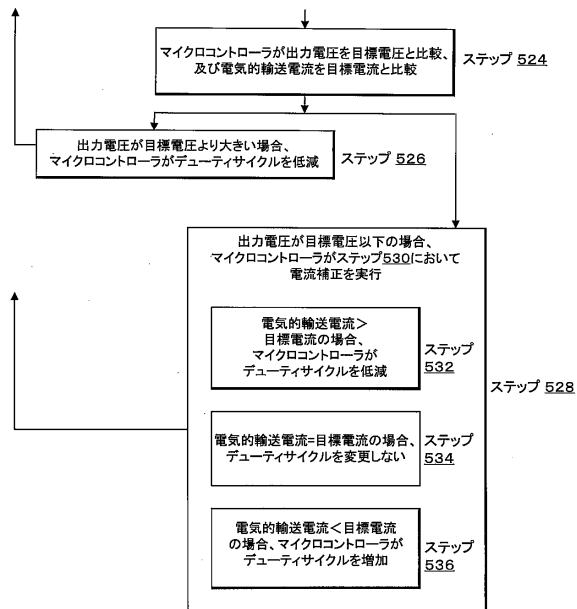 マイクロコントローラが出力電圧を目標電圧と比較、
及び電気的輸送電流を目標電流と比較
ステップ 524
出力電圧が目標電圧より大きい場合、
マイクロコントローラがデューティサイクルを低減
ステップ 526
出力電圧が目標電圧以下の場合、
マイクロコントローラがステップ530において
電流補正を実行
電気的輸送電流＞
目標電流の場合、
マイクロコントローラが
デューティサイクルを低減
ステップ
532
ステップ 528
電気的輸送電流=目標電流の場合、
デューティサイクルを変更しない
ステップ
534
電気的輸送電流＜目標電流
の場合、マイクロコントローラが
デューティサイクルを増加
ステップ
536